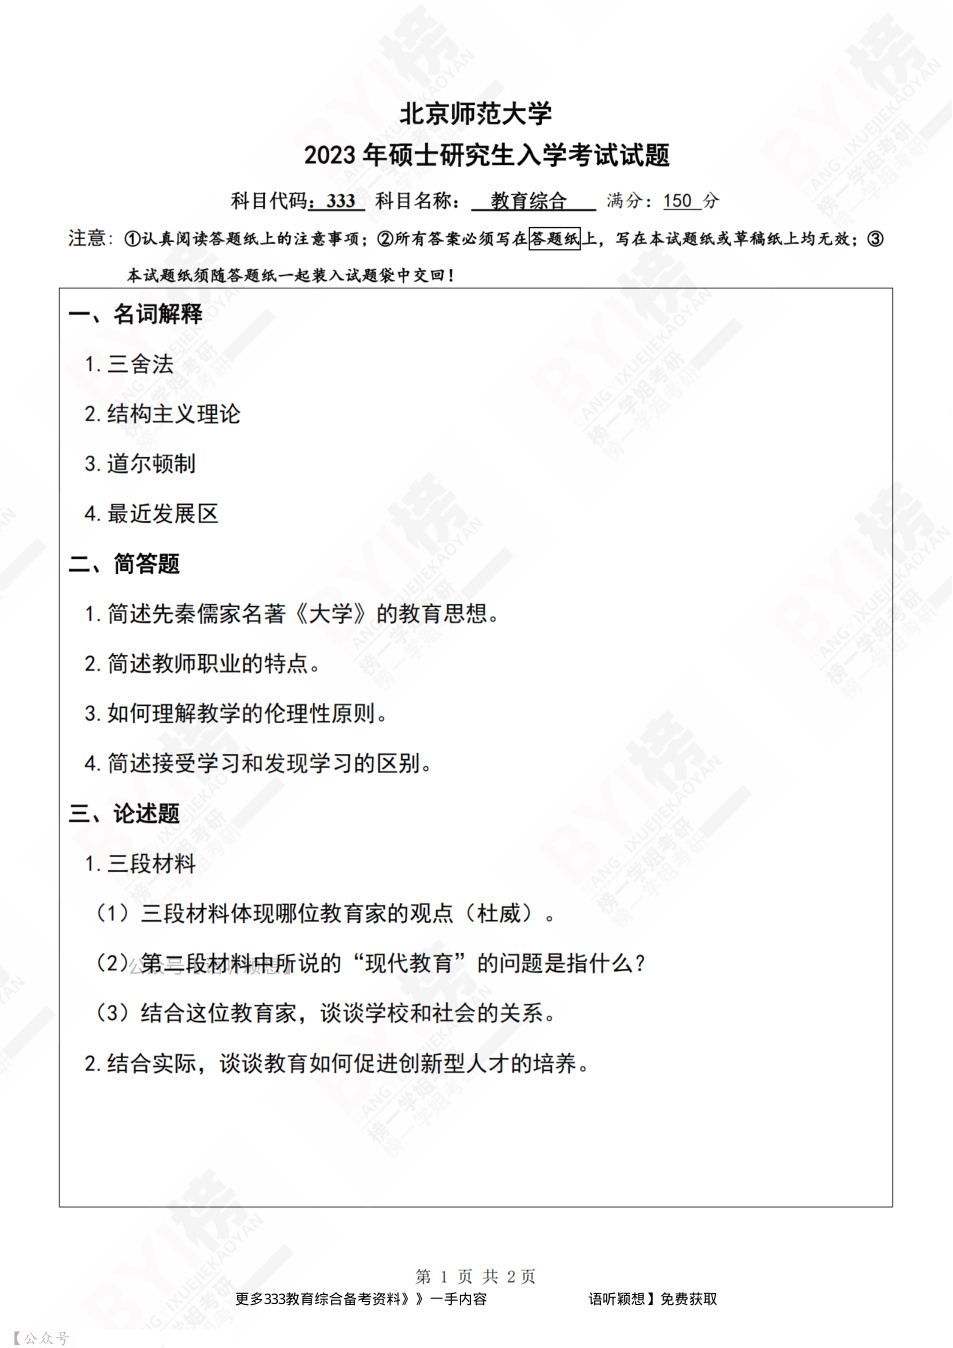 北京师范大学
2023 年硕士研究生入学考试试题
科目代码：333 科目名称： 教育综合 满分：150 分
注意：①认真阅读答题纸上的注意事项；②所有答案必须写在答题纸上，写在本试题纸或草稿纸上均无效；③
本试题纸须随答题纸一起装入试题袋中交回！
一、名词解释
1.三舍法
2.结构主义理论
3.道尔顿制
4.最近发展区
二、简答题
1.简述先秦儒家名著《大学》的教育思想。
2.简述教师职业的特点。
3.如何理解教学的伦理性原则。
4.简述接受学习和发现学习的区别。
三、论述题
1.三段材料
（1）三段材料体现哪位教育家的观点（杜威）。
（2）第三段材料中所说的“现代教育”的问题是指什么？
（3）结合这位教育家，谈谈学校和社会的关系。
2.结合实际，谈谈教育如何促进创新型人才的培养。
第 1 页 共 2 页
更多333教育综合备考资料》》一手内容 语听颖想】免费获取
【公众号